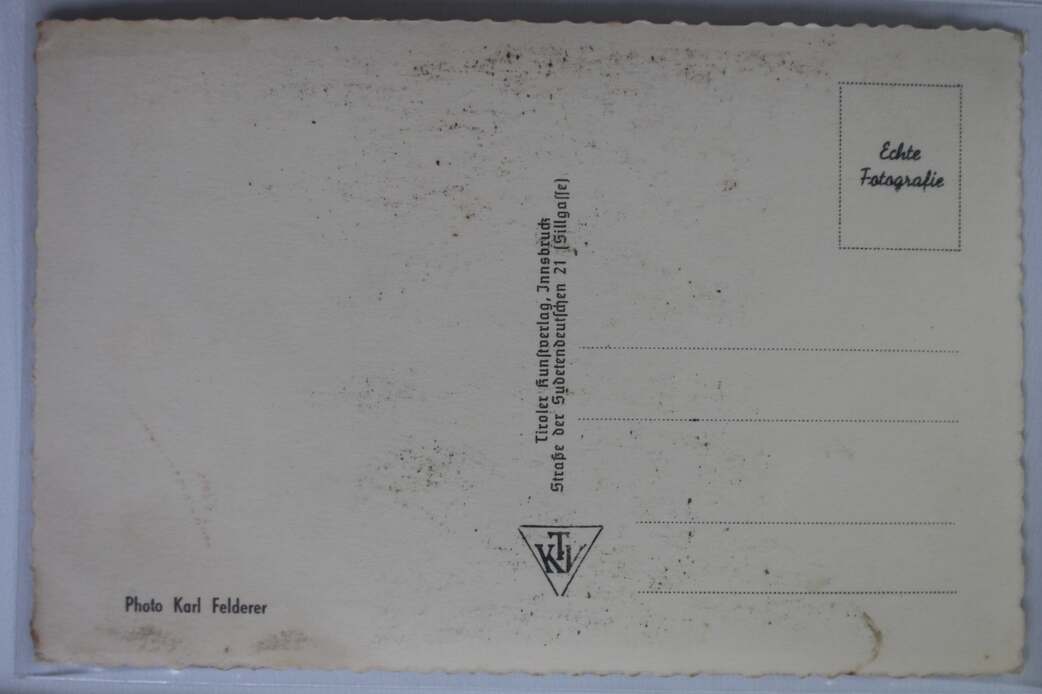 Echte
Fotografie
Tiroler Kunstverlag, Innsbruck
Straße der Sudetendeutschen 21 (Sillgasse)
KTV
Photo Karl Felderer